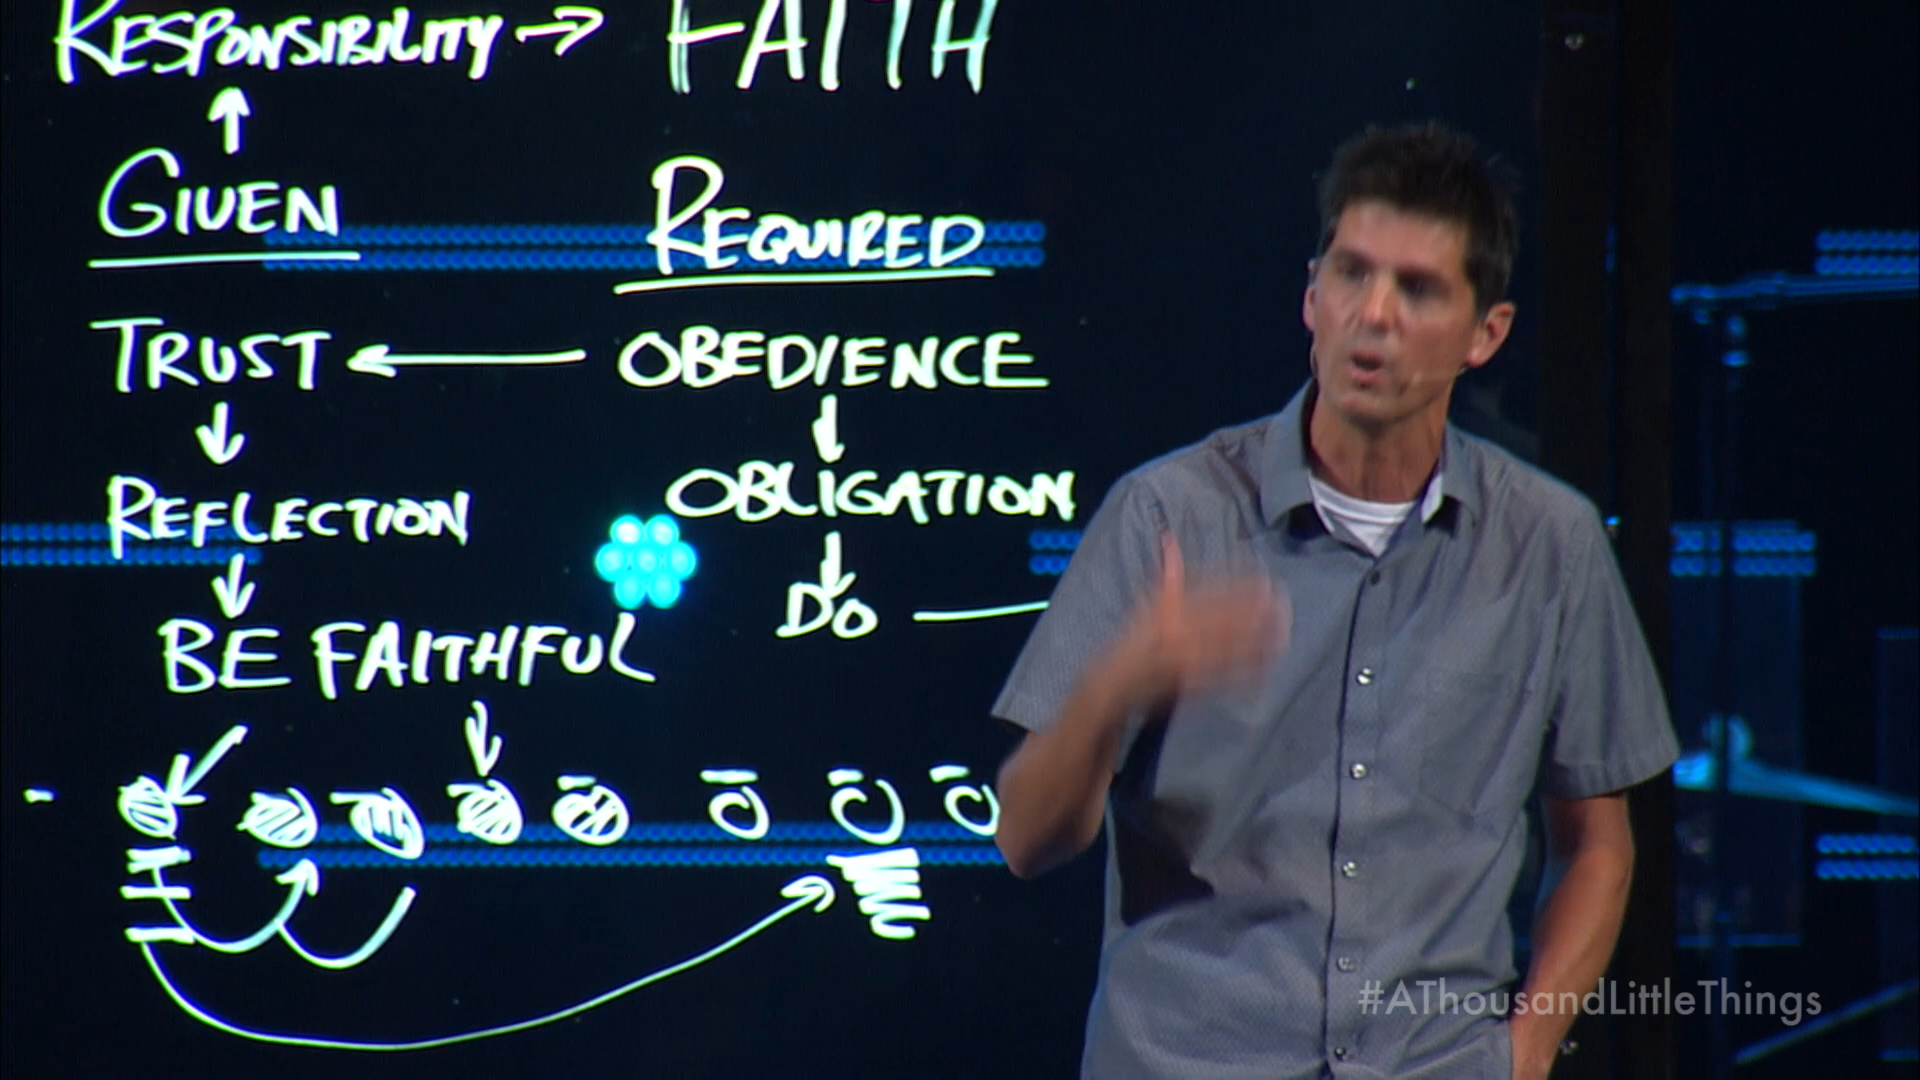 RESPONSIBILITY → FAITH
GIVEN REQUIRED
TRUST ← OBEDIENCE
REFLECTION OBLIGATION
DO —
BE FAITHFUL
#AThousandLittleThings